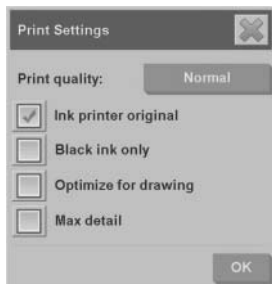 Print Settings
Print quality: Normal
Ink printer original
Black ink only
Optimize for drawing
Max detail
OK